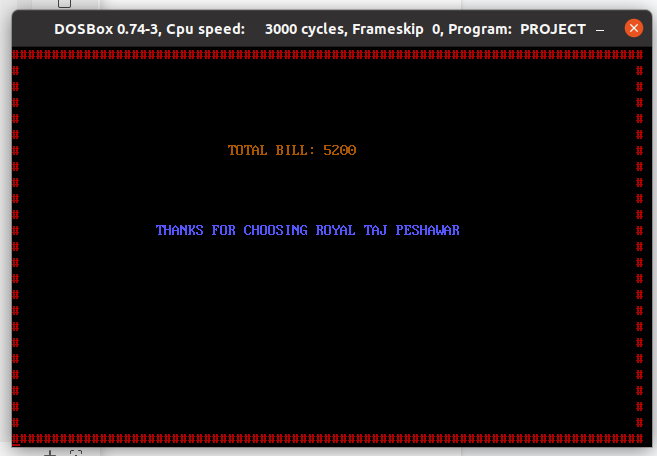 DOSBox 0.74-3, Cpu speed: 3000 cycles, Frameskip 0, Program: PROJECT
TOTAL BILL: 5200
THANKS FOR CHOOSING ROYAL TAJ PESHAWAR